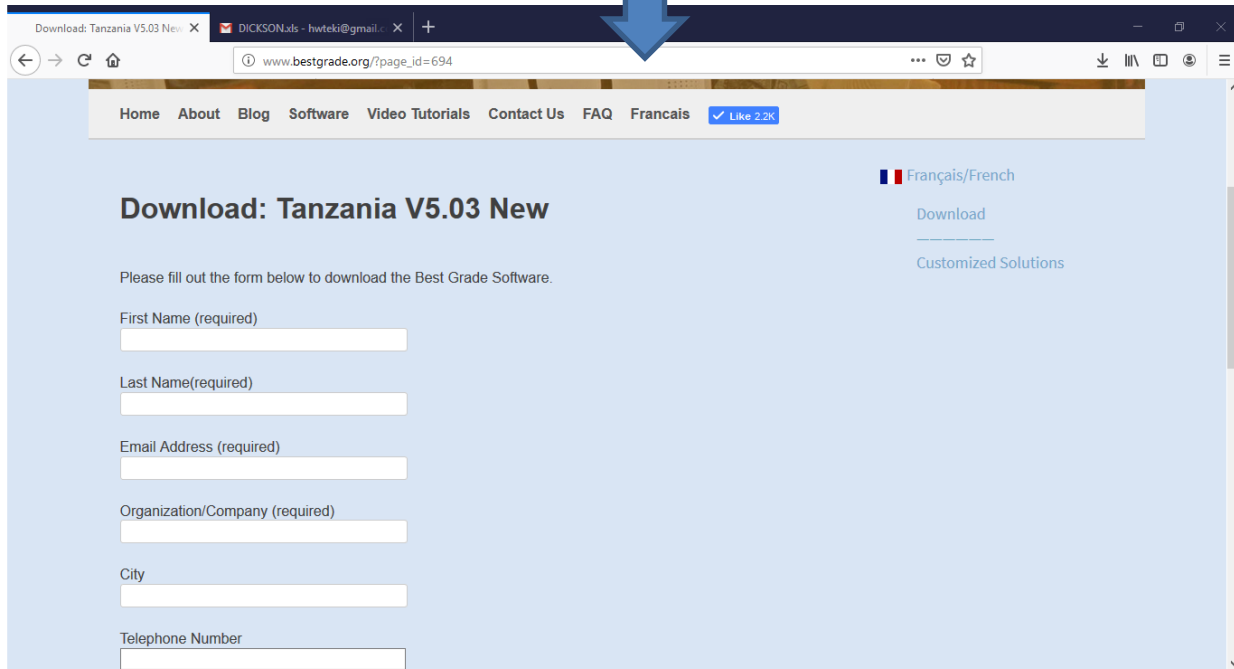 Download: Tanzania V5.03 New
DICKSON.xls - hwteki@gmail.c
www.bestgrade.org/?page_id=694
Home About Blog Software Video Tutorials Contact Us FAQ Francais Like 2.2K
Français/French
Download
——————
Customized Solutions
Download: Tanzania V5.03 New
Please fill out the form below to download the Best Grade Software.
First Name (required)
Last Name(required)
Email Address (required)
Organization/Company (required)
City
Telephone Number